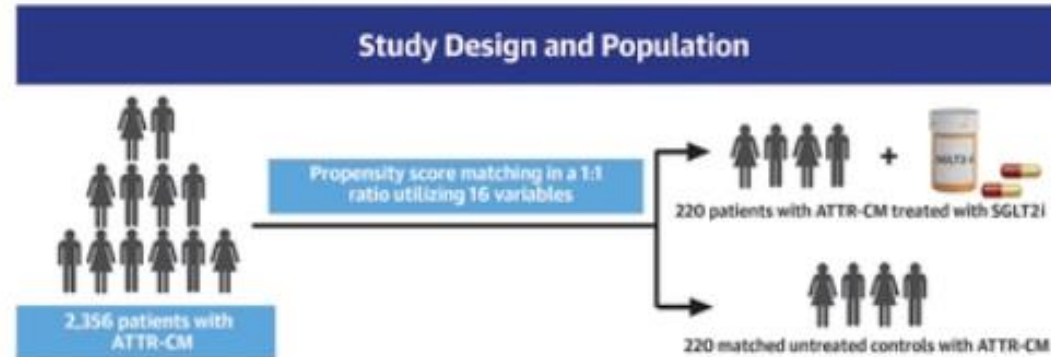 Study Design and Population
Propensity score matching in a 1:1
ratio utilizing 16 variables
SGLT2-i
220 patients with ATTR-CM treated with SGLT2i
2,356 patients with
ATTR-CM
220 matched untreated controls with ATTR-CM